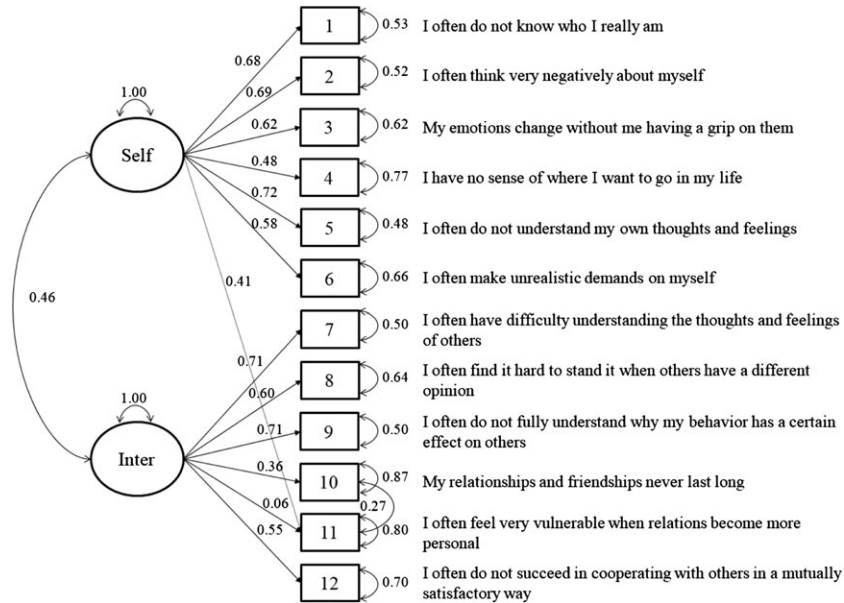 1
0.53
I often do not know who I really am
0.68
2
0.52
I often think very negatively about myself
1.00
0.69
Self
0.62
3
0.62
My emotions change without me having a grip on them
0.48
4
0.77
I have no sense of where I want to go in my life
0.72
5
0.48
I often do not understand my own thoughts and feelings
0.58
6
0.66
I often make unrealistic demands on myself
0.41
0.46
7
0.50
I often have difficulty understanding the thoughts and feelings
of others
0.71
8
0.64
I often find it hard to stand it when others have a different
opinion
1.00
0.60
Inter
0.71
9
0.50
I often do not fully understand why my behavior has a certain
effect on others
0.36
10
0.87
My relationships and friendships never last long
0.27
0.06
11
0.80
I often feel very vulnerable when relations become more
personal
0.55
12
0.70
I often do not succeed in cooperating with others in a mutually
satisfactory way